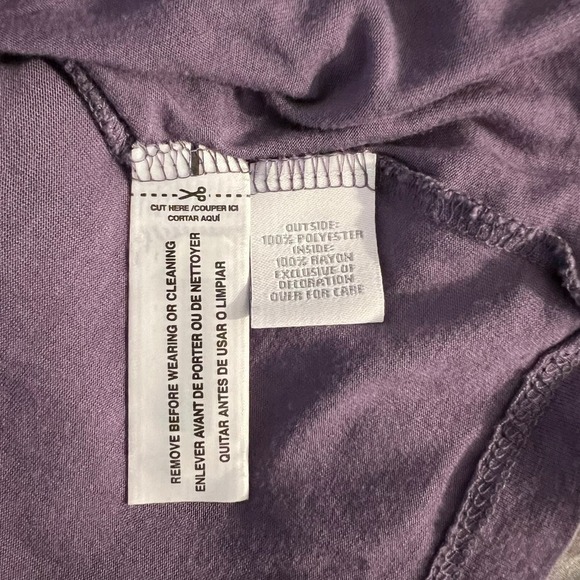 CUT HERE /COUPER ICI
CORTAR AQUÍ
REMOVE BEFORE WEARING OR CLEANING
ENLEVER AVANT DE PORTER OU DE NETTOYER
QUITAR ANTES DE USAR O LIMPIAR
OUTSIDE:
100% POLYESTER
INSIDE:
100% RAYON
EXCLUSIVE OF
DECORATION
OVER FOR CARE